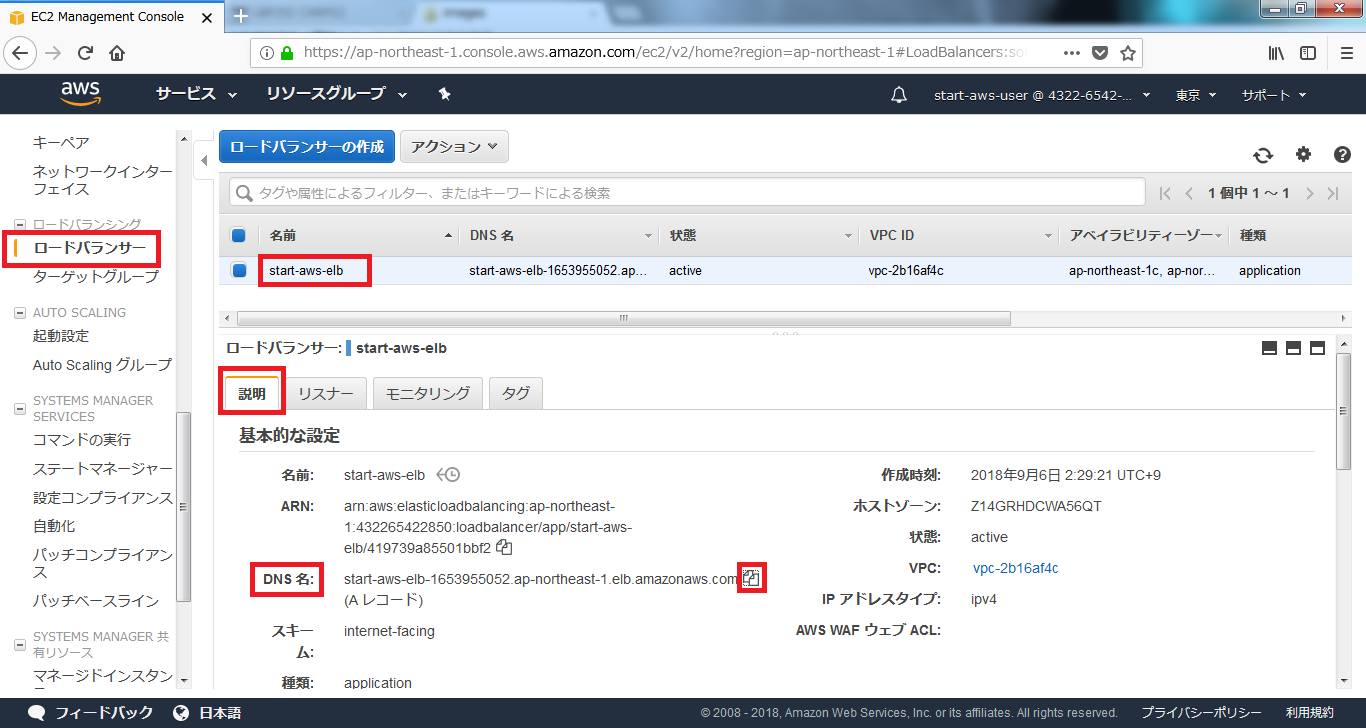 EC2 Management Console
images
https://ap-northeast-1.console.aws.amazon.com/ec2/v2/home?region=ap-northeast-1#LoadBalancers:so
aws
サービス
リソースグループ
start-aws-user @ 4322-6542-...
東京
サポート
キーペア
ネットワークインター
フェイス
ロードバランシング
ロードバランサー
ターゲットグループ
AUTO SCALING
起動設定
Auto Scaling グループ
SYSTEMS MANAGER
SERVICES
コマンドの実行
ステートマネージャー
設定コンプライアンス
自動化
パッチコンプライアン
ス
パッチベースライン
SYSTEMS MANAGER 共
有リソース
マネージドインスタン
ロードバランサーの作成
アクション
タグや属性によるフィルター、またはキーワードによる検索
1 個中 1 ～ 1
名前
DNS 名
状態
VPC ID
アベイラビリティーゾー
種類
start-aws-elb
start-aws-elb-1653955052.ap...
active
vpc-2b16af4c
ap-northeast-1c, ap-nor...
application
ロードバランサー: start-aws-elb
説明
リスナー
モニタリング
タグ
基本的な設定
名前: start-aws-elb
ARN: arn:aws:elasticloadbalancing:ap-northeast-
1:432265422850:loadbalancer/app/start-aws-
elb/419739a85501bbf2
DNS 名: start-aws-elb-1653955052.ap-northeast-1.elb.amazonaws.com
(A レコード)
スキー
ム: internet-facing
種類: application
作成時刻: 2018年9月6日 2:29:21 UTC+9
ホストゾーン: Z14GRHDCWA56QT
状態: active
VPC: vpc-2b16af4c
IP アドレスタイプ: ipv4
AWS WAF ウェブ ACL:
フィードバック
日本語
© 2008 - 2018, Amazon Web Services, Inc. or its affiliates. All rights reserved.
プライバシーポリシー
利用規約